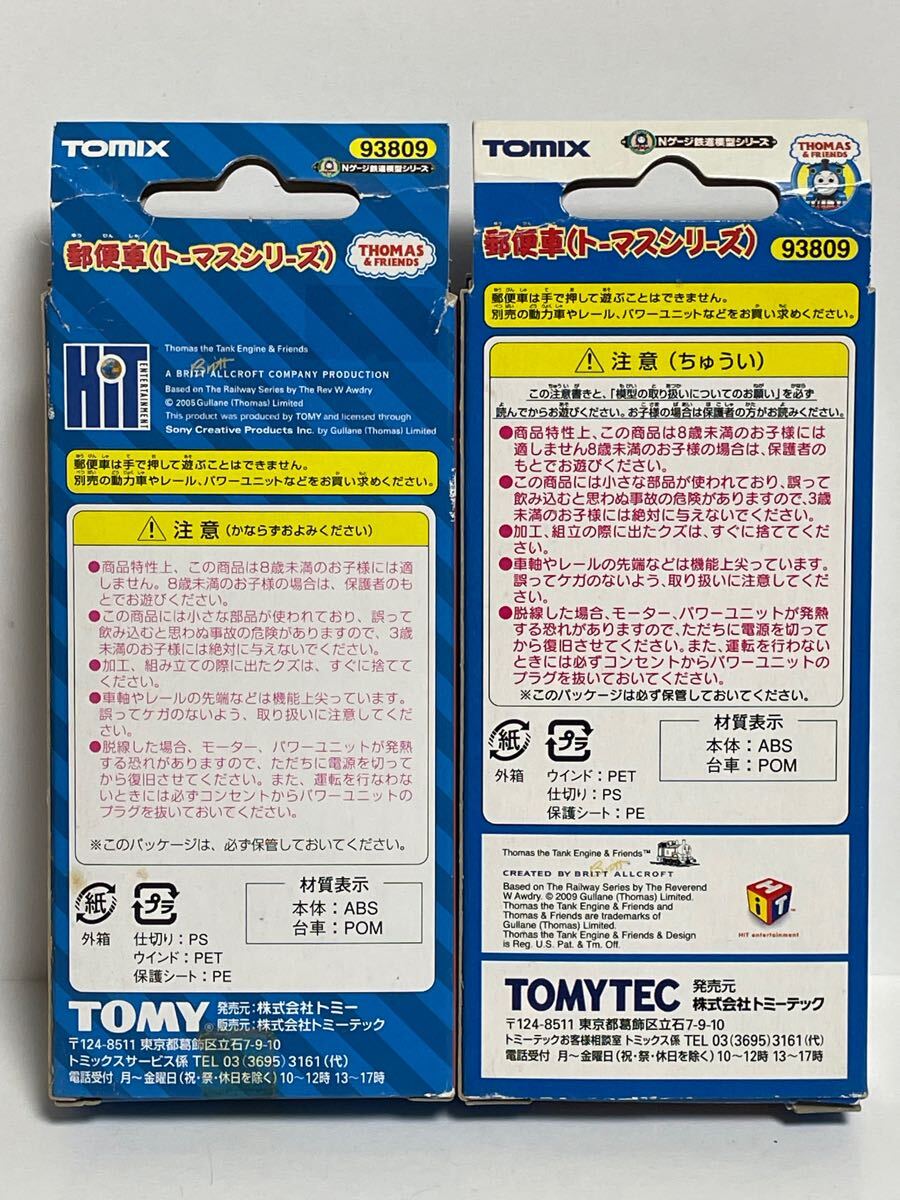 TOMIX
93809
Nゲージ鉄道模型シリーズ
ゆう びん しゃ
郵便車(トーマスシリーズ)
THOMAS
& FRIENDS
HiT
ENTERTAINMENT
Thomas the Tank Engine & Friends
A BRITT ALLCROFT COMPANY PRODUCTION
Based on The Railway Series by The Rev W Awdry
© 2005 Gullane (Thomas) Limited
This product was produced by TOMY and licensed through
Sony Creative Products Inc. by Gullane (Thomas) Limited
郵便車は手で押して遊ぶことはできません。
別売の動力車やレール、パワーユニットなどをお買い求めください。
注意(かならずおよみください)
●商品特性上、この商品は8歳未満のお子様には適
しません。8歳未満のお子様の場合は、保護者のも
とでお遊びください。
●この商品には小さな部品が使われており、誤って
飲み込むと思わぬ事故の危険がありますので、3歳
未満のお子様には絶対に与えないでください。
●加工、組み立ての際に出たクズは、すぐに捨てて
ください。
●車軸やレールの先端などは機能上尖っています。
誤ってケガのないよう、取り扱いに注意してくだ
さい。
●脱線した場合、モーター、パワーユニットが発熱
する恐れがありますので、ただちに電源を切って
から復旧させてください。また、運転を行なわな
いときには必ずコンセントからパワーユニットの
プラグを抜いておいてください。
※このパッケージは、必ず保管しておいてください。
紙
外箱
プラ
仕切り:PS
ウインド:PET
保護シート:PE
材質表示
本体:ABS
台車:POM
TOMY®
発売元:株式会社トミー
販売元:株式会社トミーテック
〒124-8511 東京都葛飾区立石7-9-10
トミックスサービス係 TEL 03(3695)3161(代)
電話受付 月~金曜日(祝・祭・休日を除く)10~12時 13~17時
TOMIX
Nゲージ鉄道模型シリーズ
THOMAS
& FRIENDS
ゆう びん しゃ
郵便車(トーマスシリーズ)
93809
郵便車は手で押して遊ぶことはできません。
別売の動力車やレール、パワーユニットなどをお買い求めください。
注意(ちゅうい)
この注意書きと、「模型の取り扱いについてのお願い」を必ず
読んでからお遊びください。お子様の場合は保護者の方がお読みください。
●商品特性上、この商品は8歳未満のお子様には
適しません8歳未満のお子様の場合は、保護者の
もとでお遊びください。
●この商品には小さな部品が使われており、誤って
飲み込むと思わぬ事故の危険がありますので、3歳
未満のお子様には絶対に与えないでください。
●加工、組立の際に出たクズは、すぐに捨ててくだ
さい。
●車軸やレールの先端などは機能上尖っています。
誤ってケガのないよう、取り扱いに注意してくだ
さい。
●脱線した場合、モーター、パワーユニットが発熱
する恐れがありますので、ただちに電源を切って
から復旧させてください。また、運転を行わない
ときには必ずコンセントからパワーユニットの
プラグを抜いておいてください。
※このパッケージは必ず保管しておいてください。
紙
外箱
プラ
ウインド:PET
仕切り:PS
保護シート:PE
材質表示
本体:ABS
台車:POM
Thomas the Tank Engine & Friends™
CREATED BY BRITT ALLCROFT
Based on The Railway Series by The Reverend
W Awdry. © 2009 Gullane (Thomas) Limited.
Thomas the Tank Engine & Friends and
Thomas & Friends are trademarks of
Gullane (Thomas) Limited.
Thomas the Tank Engine & Friends & Design
is Reg. U.S. Pat. & Tm. Off.
HiT
HIT entertainment
TOMYTEC
発売元
株式会社トミーテック
〒124-8511 東京都葛飾区立石7-9-10
トミーテックお客様相談室 トミックス係 TEL 03(3695)3161(代)
電話受付 月~金曜日(祝・祭・休日を除く)10~12時 13~17時